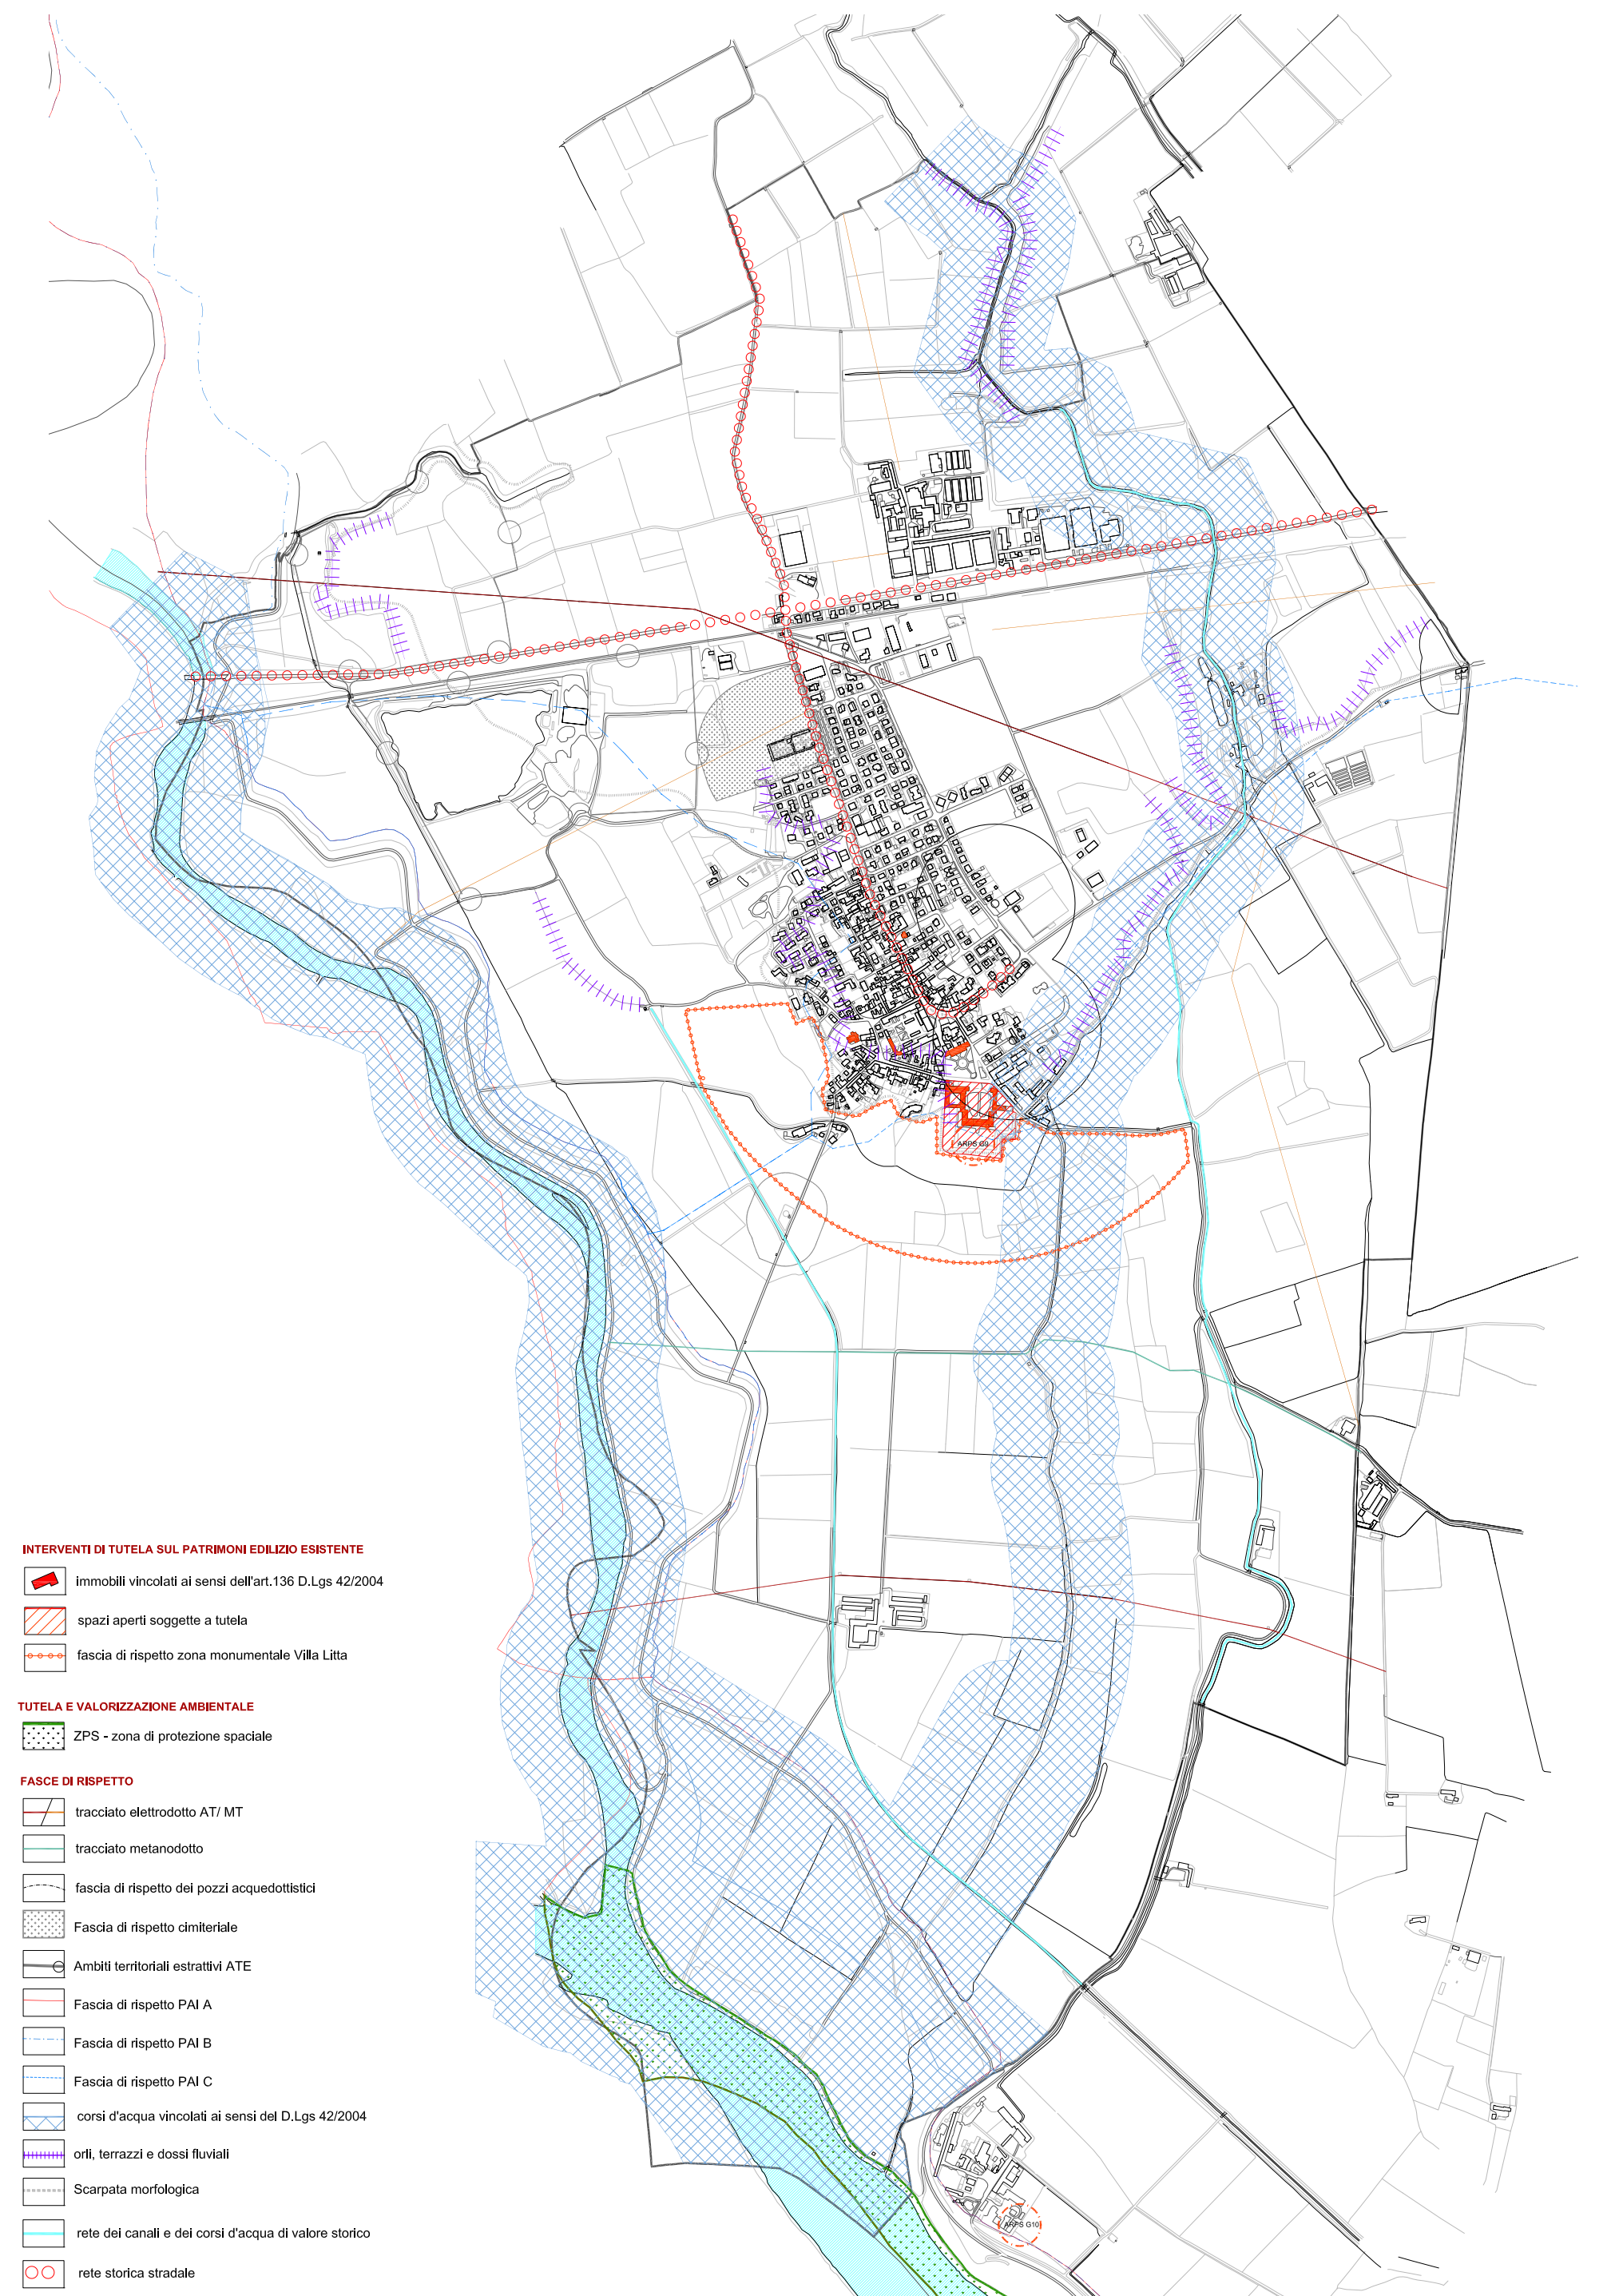 ARPS G9
INTERVENTI DI TUTELA SUL PATRIMONI EDILIZIO ESISTENTE
immobili vincolati ai sensi dell'art.136 D.Lgs 42/2004
spazi aperti soggette a tutela
fascia di rispetto zona monumentale Villa Litta
TUTELA E VALORIZZAZIONE AMBIENTALE
ZPS - zona di protezione spaciale
FASCE DI RISPETTO
tracciato elettrodotto AT/ MT
tracciato metanodotto
fascia di rispetto dei pozzi acquedottistici
Fascia di rispetto cimiteriale
Ambiti territoriali estrattivi ATE
Fascia di rispetto PAI A
Fascia di rispetto PAI B
Fascia di rispetto PAI C
corsi d'acqua vincolati ai sensi del D.Lgs 42/2004
orli, terrazzi e dossi fluviali
Scarpata morfologica
rete dei canali e dei corsi d'acqua di valore storico
rete storica stradale
ARPS G10